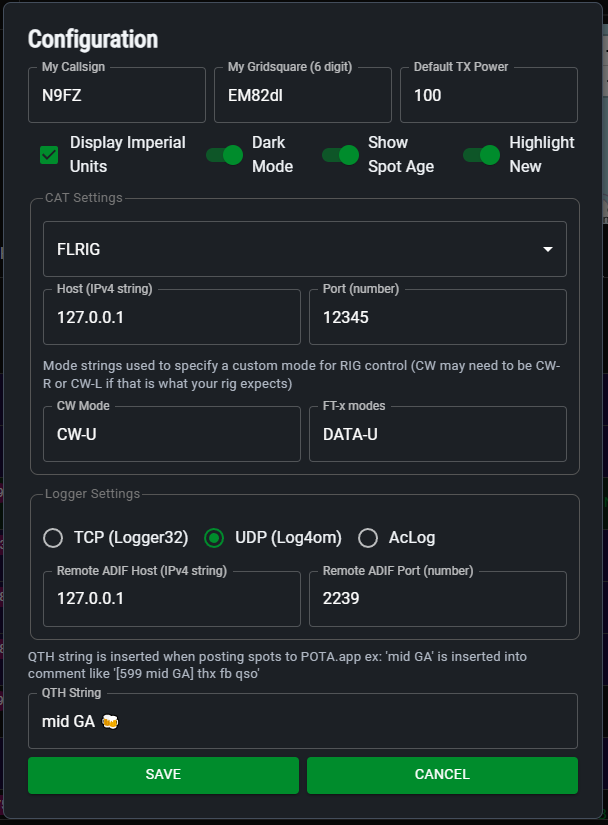 Configuration
My Callsign
My Gridsquare (6 digit)
Default TX Power
N9FZ
EM82dl
100
Display Imperial
Units
Dark
Mode
Show
Spot Age
Highlight
New
CAT Settings
FLRIG
Host (IPv4 string)
Port (number)
127.0.0.1
12345
Mode strings used to specify a custom mode for RIG control (CW may need to be CW-
R or CW-L if that is what your rig expects)
CW Mode
FT-x modes
CW-U
DATA-U
Logger Settings
TCP (Logger32)
UDP (Log4om)
AcLog
Remote ADIF Host (IPv4 string)
Remote ADIF Port (number)
127.0.0.1
2239
QTH string is inserted when posting spots to POTA.app ex: 'mid GA' is inserted into
comment like '[599 mid GA] thx fb qso'
QTH String
mid GA 🍻
SAVE
CANCEL